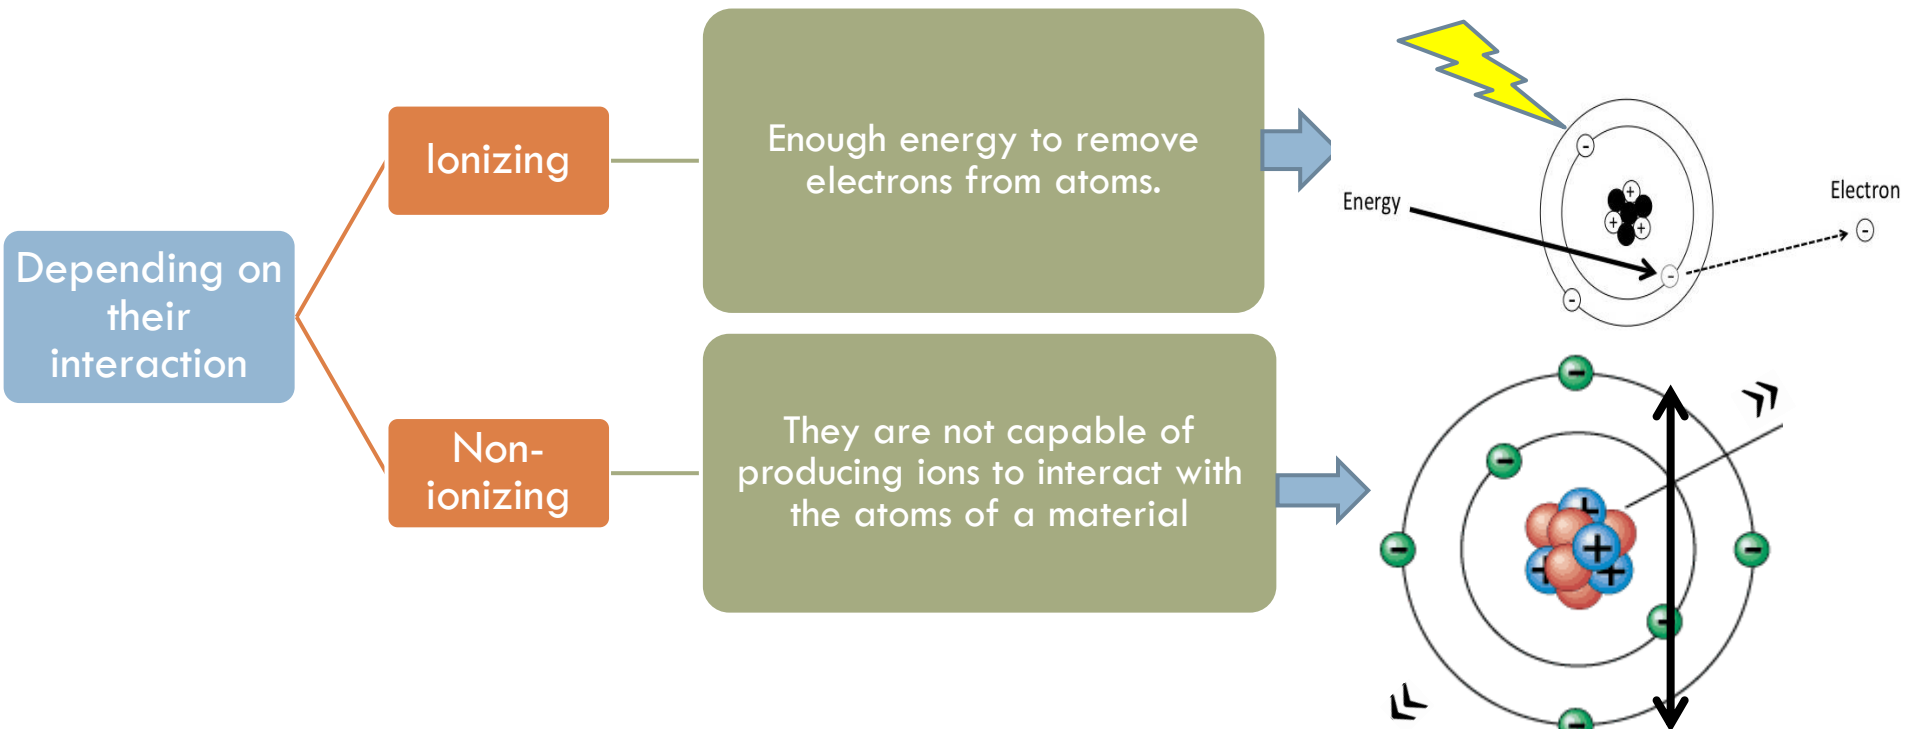 Depending on
their
interaction
Ionizing
Enough energy to remove
electrons from atoms.
Energy
Electron
Non-
ionizing
They are not capable of
producing ions to interact with
the atoms of a material